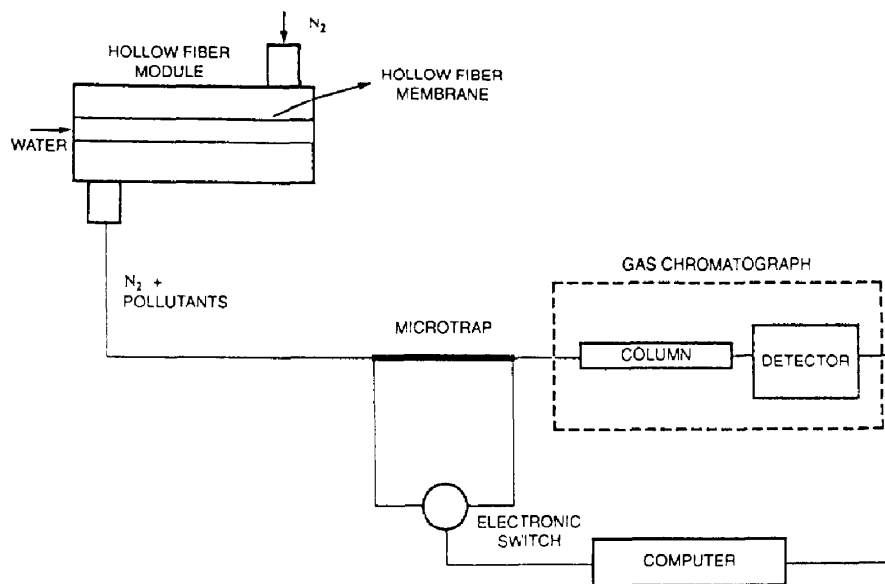 N₂
HOLLOW FIBER
MODULE
HOLLOW FIBER
MEMBRANE
WATER
N₂ +
POLLUTANTS
GAS CHROMATOGRAPH
MICROTRAP
COLUMN
DETECTOR
ELECTRONIC
SWITCH
COMPUTER